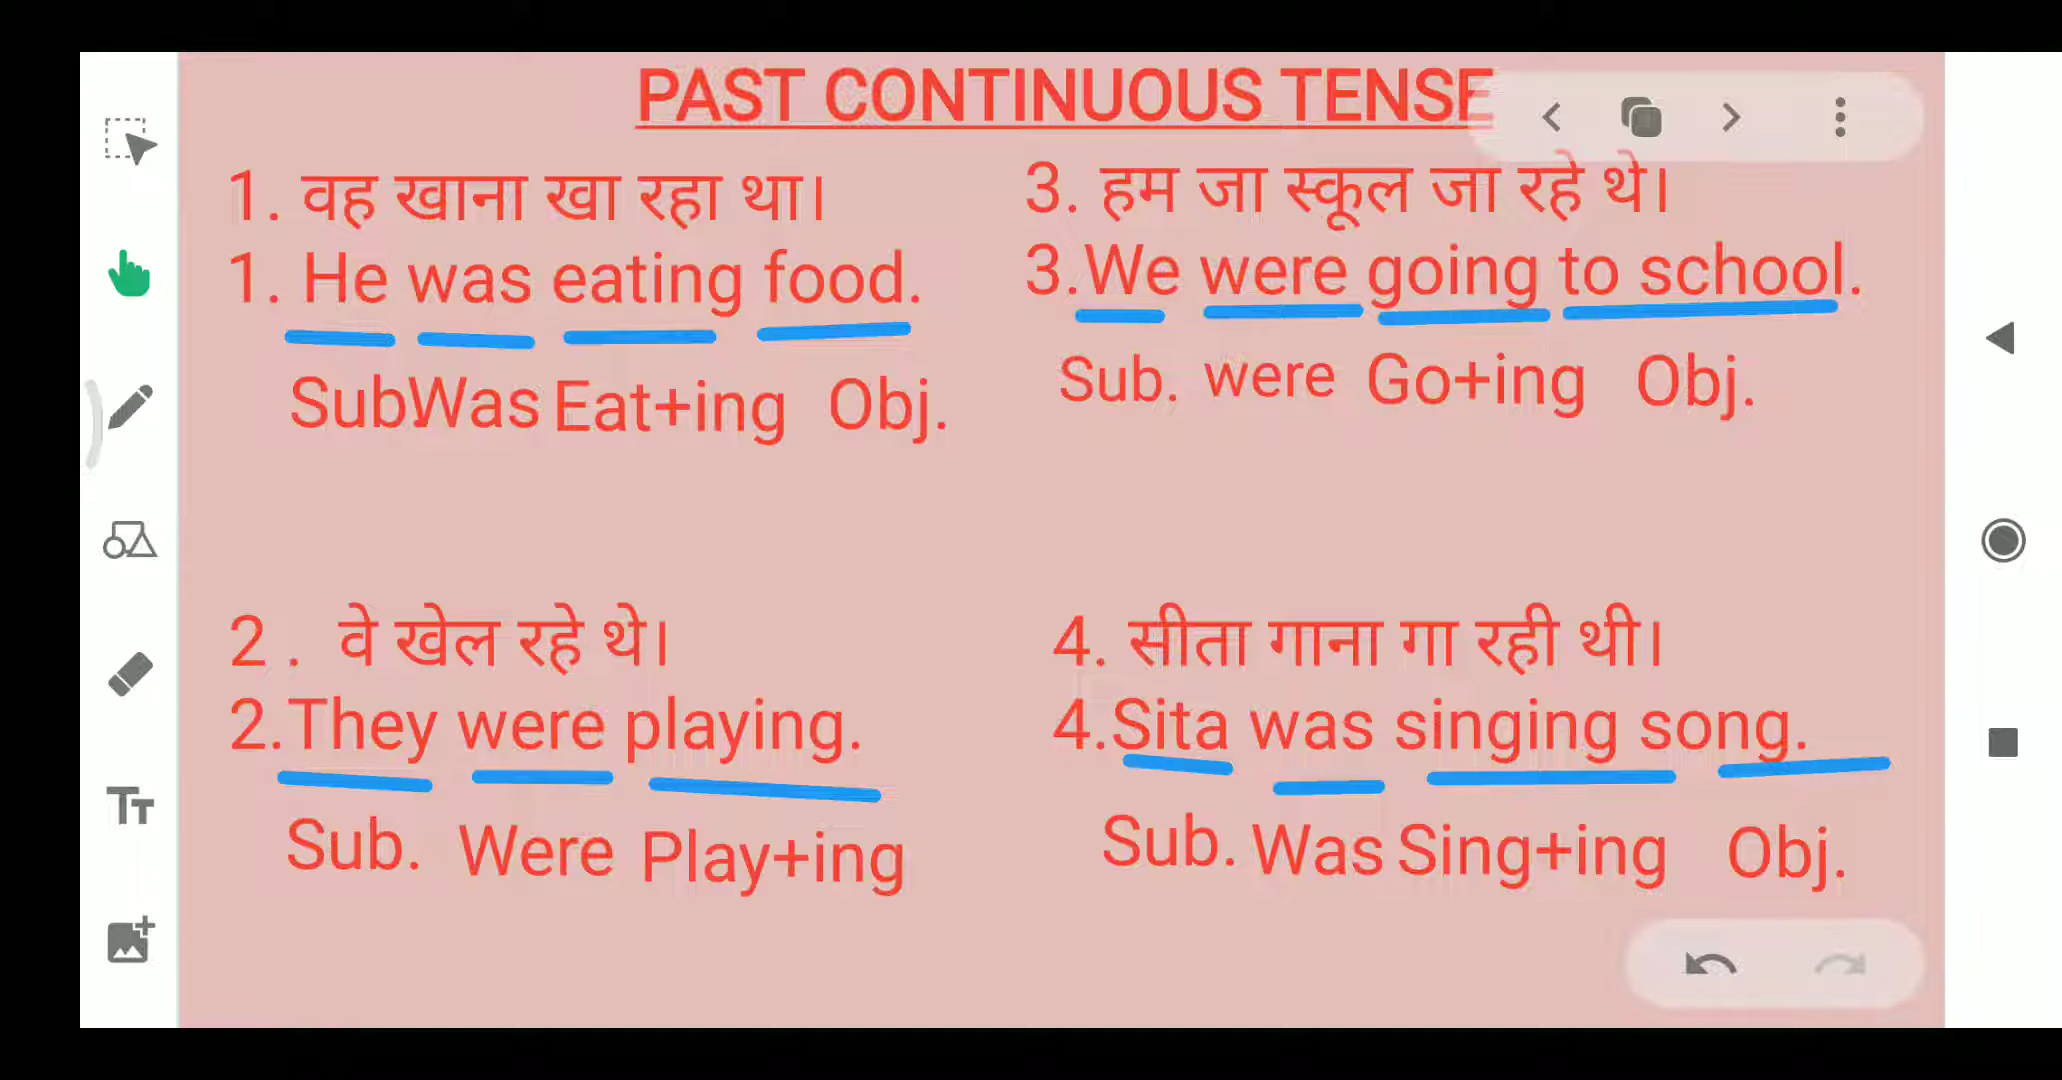 PAST CONTINUOUS TENSE
1. वह खाना खा रहा था।
1. He was eating food.
Sub. Was Eat+ing Obj.
3. हम जा स्कूल जा रहे थे।
3.We were going to school.
Sub. were Go+ing Obj.
2 . वे खेल रहे थे।
2.They were playing.
Sub. Were Play+ing
4. सीता गाना गा रही थी।
4.Sita was singing song.
Sub. Was Sing+ing Obj.